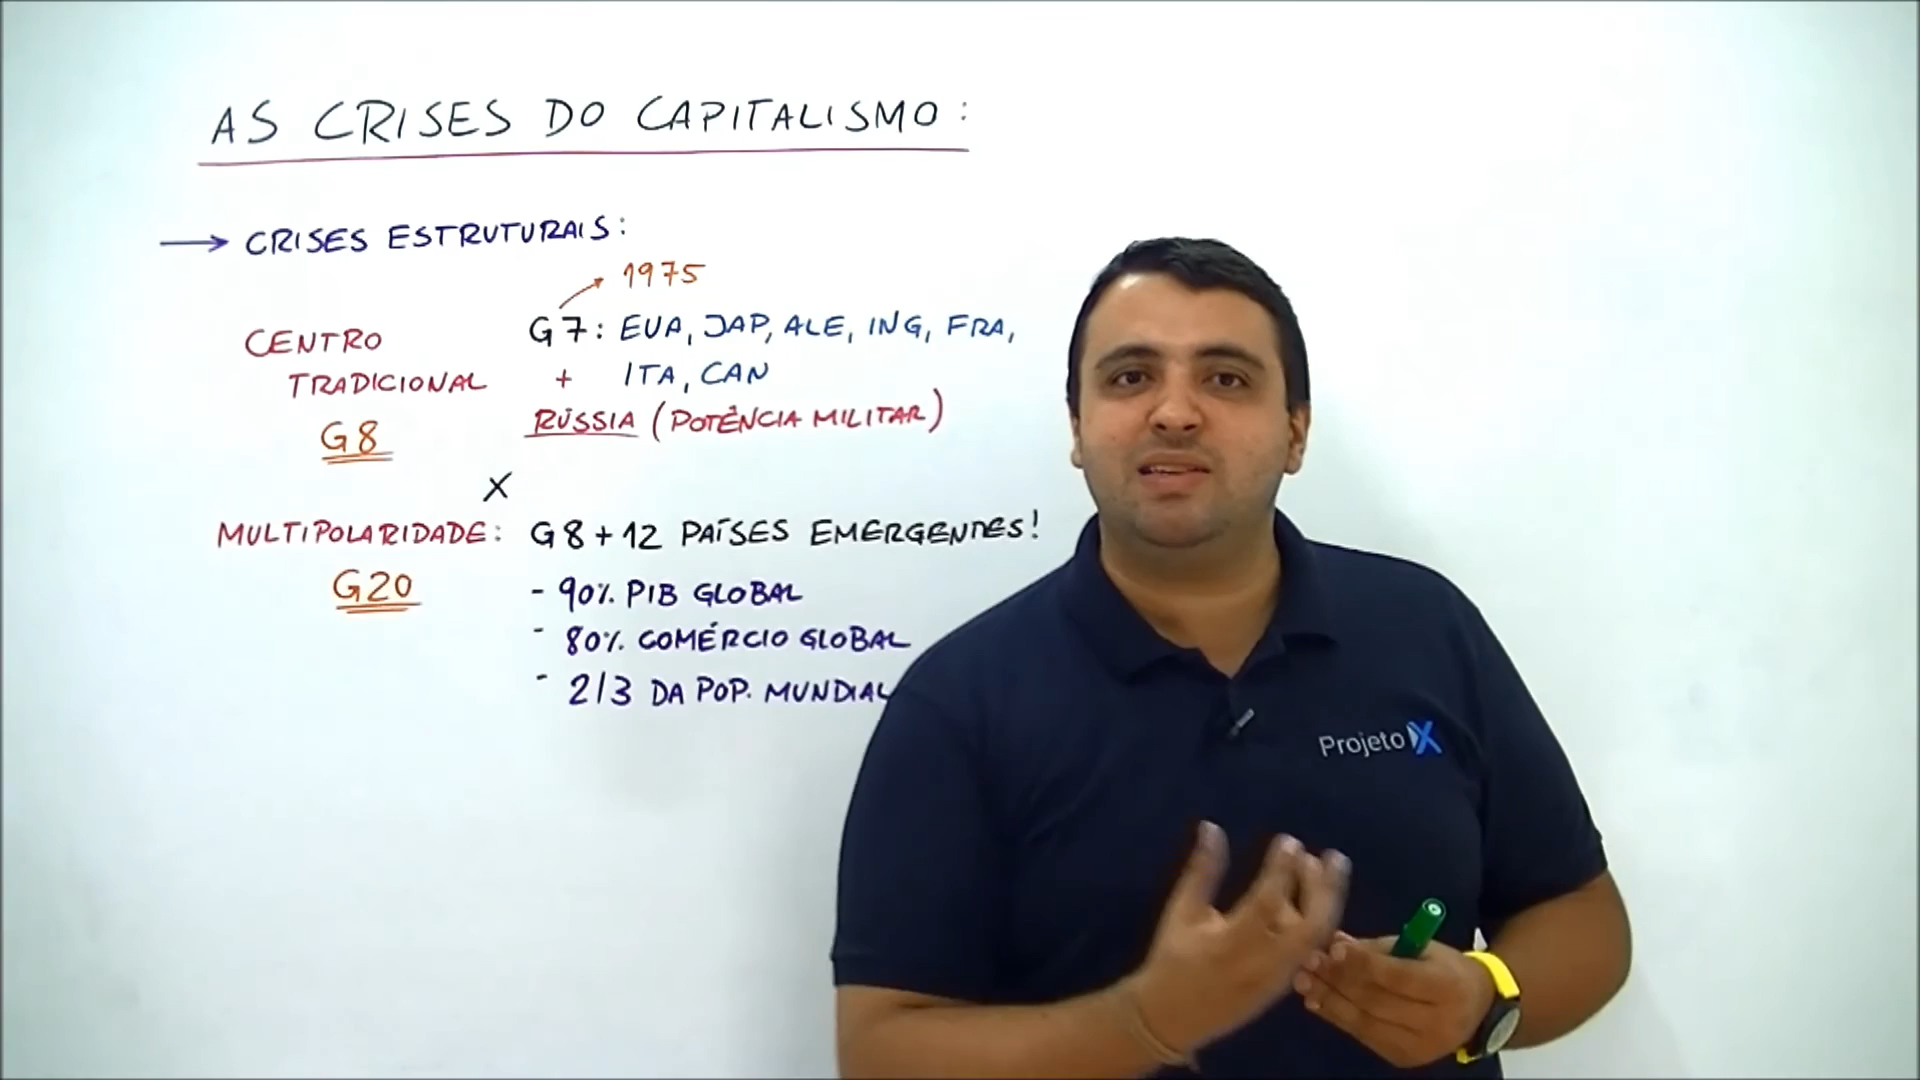 AS CRISES DO CAPITALISMO:
→ CRISES ESTRUTURAIS:
1975
CENTRO
TRADICIONAL
G8
G7: EUA, JAP, ALE, ING, FRA,
+ ITA, CAN
RÚSSIA (POTÊNCIA MILITAR)
X
MULTIPOLARIDADE: G8 + 12 PAÍSES EMERGENTES!
G20
- 90% PIB GLOBAL
- 80% COMÉRCIO GLOBAL
- 2/3 DA POP. MUNDIAL
Projeto X